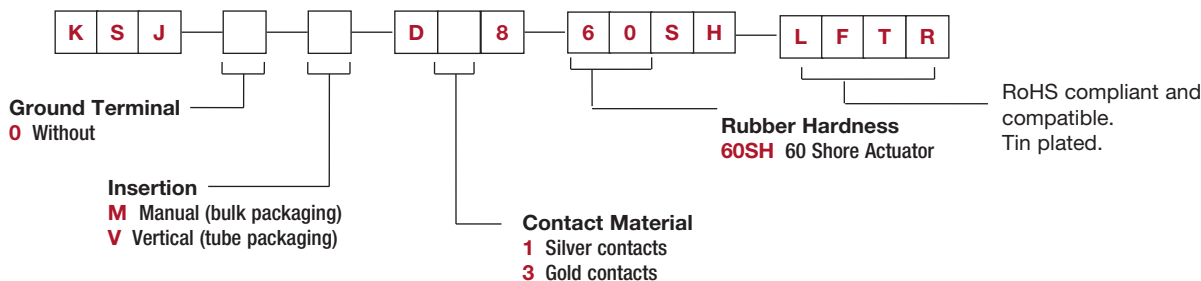 K S J D 8 6 0 S H L F T R
Ground Terminal
0 Without
Insertion
M Manual (bulk packaging)
V Vertical (tube packaging)
Contact Material
1 Silver contacts
3 Gold contacts
Rubber Hardness
60SH 60 Shore Actuator
RoHS compliant and
compatible.
Tin plated.